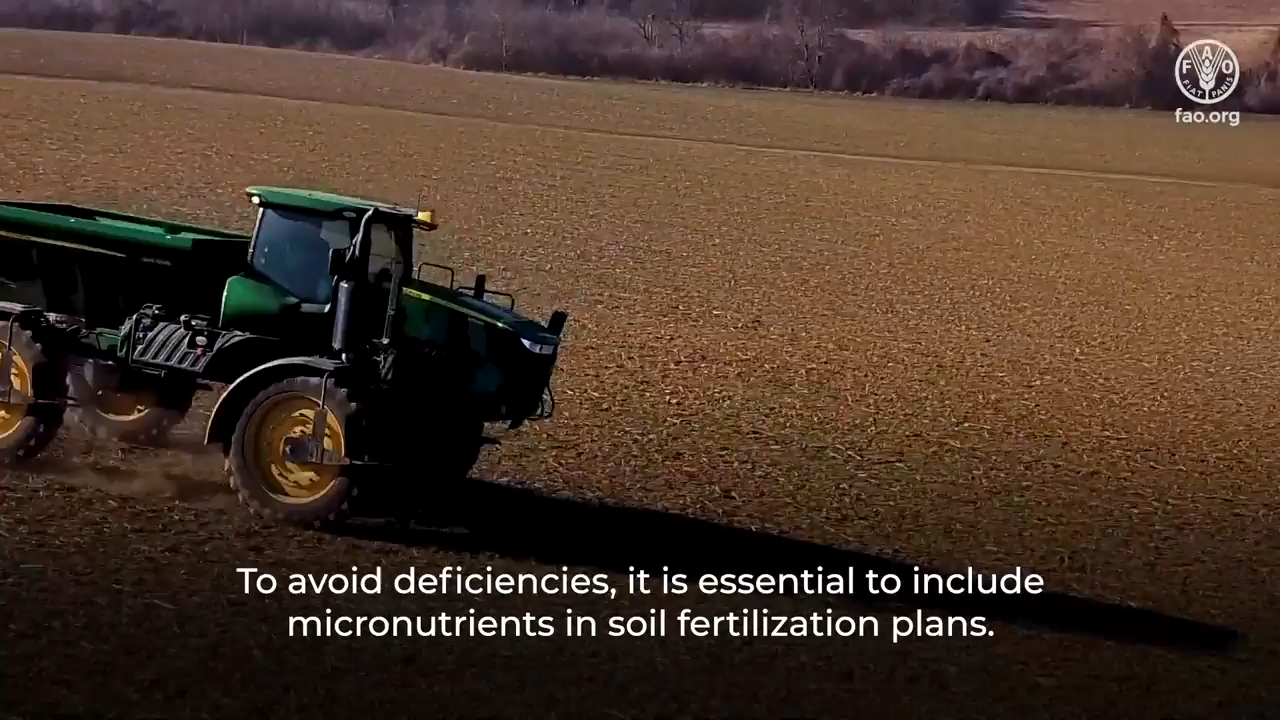 F A O
FIAT PANIS
fao.org
To avoid deficiencies, it is essential to include
micronutrients in soil fertilization plans.